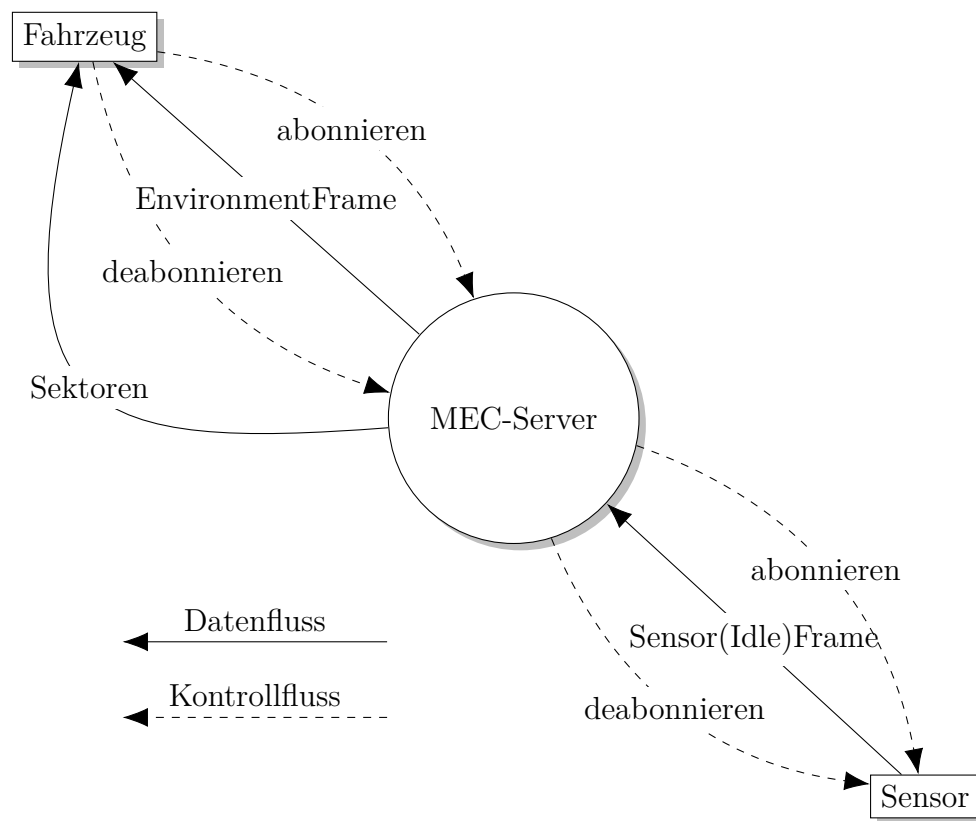 Fahrzeug
abonnieren
EnvironmentFrame
deabonnieren
Sektoren
MEC-Server
abonnieren
Datenfluss
Sensor(Idle)Frame
Kontrollfluss
deabonnieren
Sensor